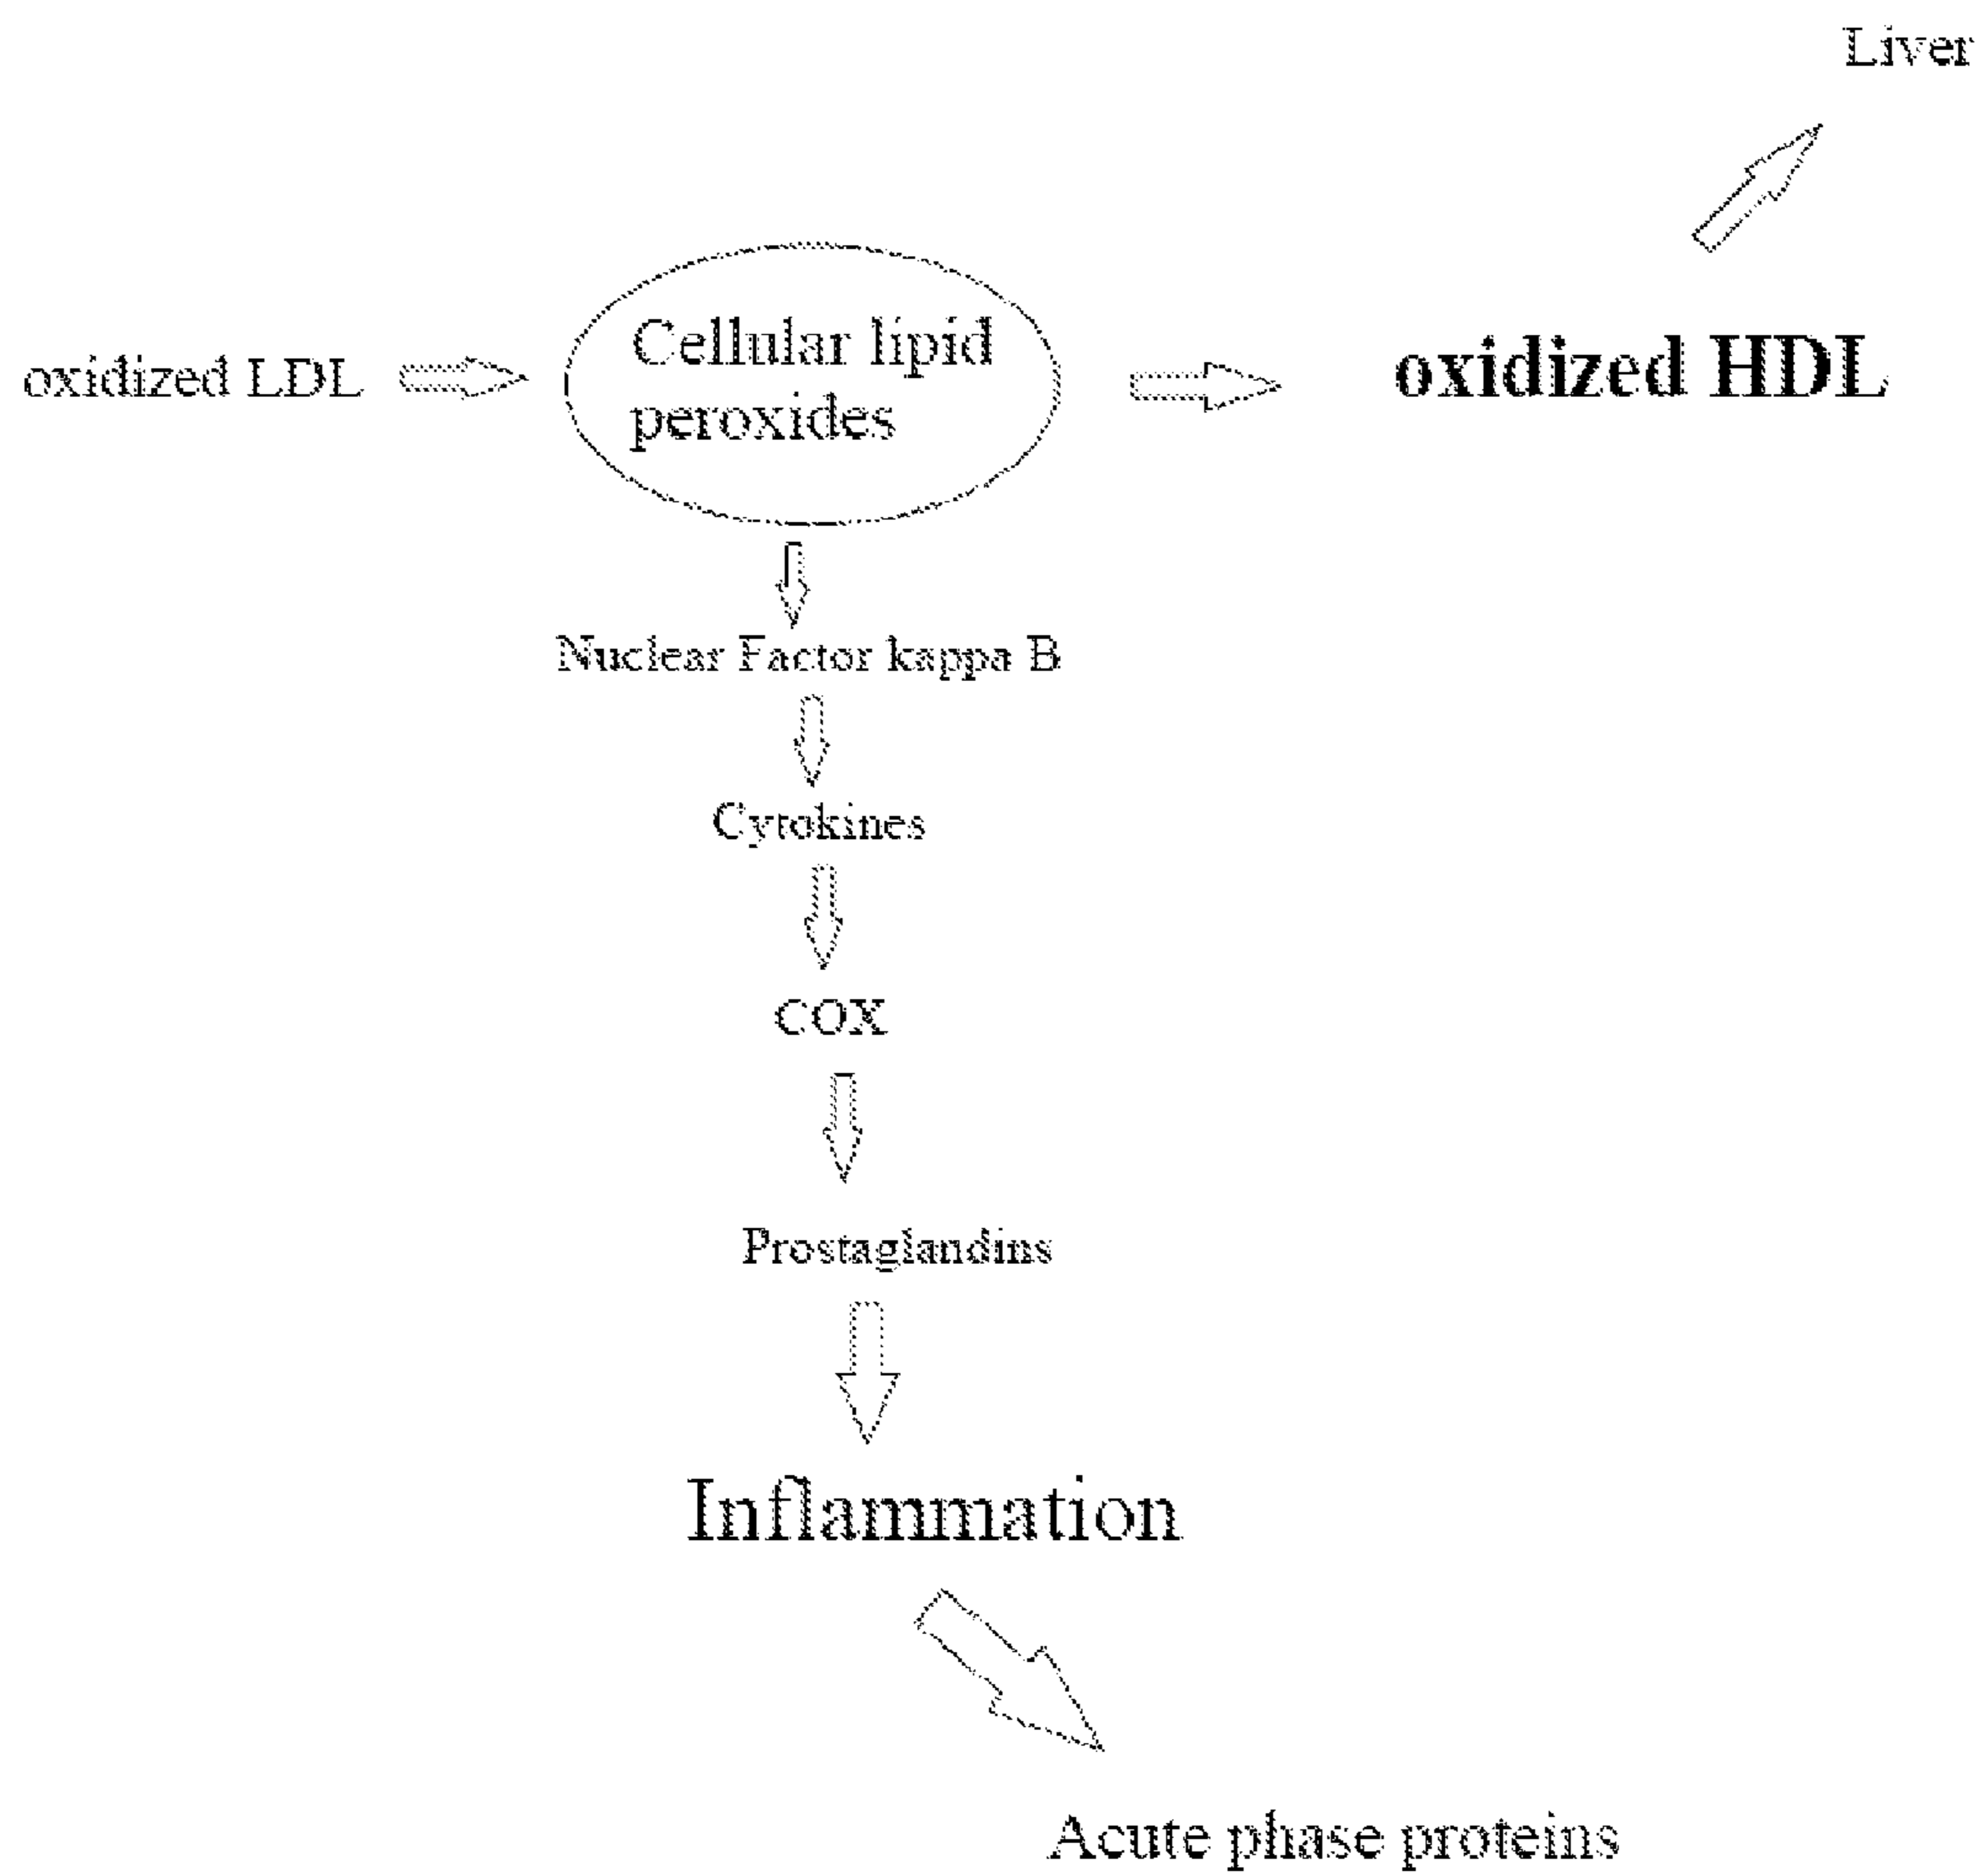 Liver
oxidized LDL
Cellular lipid
peroxides
oxidized HDL
Nuclear Factor kappa B
Cytokines
COX
Prostaglandins
Inflammation
Acute phase proteins